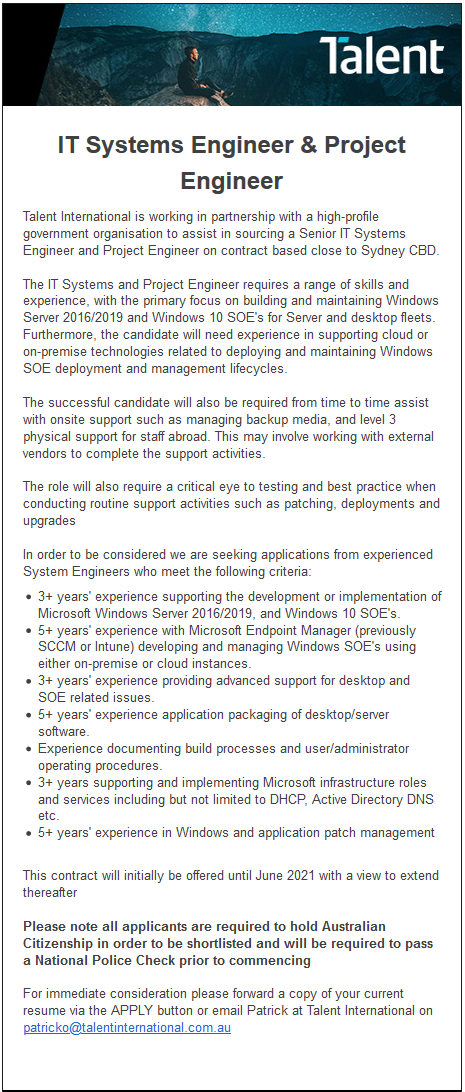 Talent
IT Systems Engineer & Project
Engineer
Talent International is working in partnership with a high-profile
government organisation to assist in sourcing a Senior IT Systems
Engineer and Project Engineer on contract based close to Sydney CBD.
The IT Systems and Project Engineer requires a range of skills and
experience, with the primary focus on building and maintaining Windows
Server 2016/2019 and Windows 10 SOE's for Server and desktop fleets.
Furthermore, the candidate will need experience in supporting cloud or
on-premise technologies related to deploying and maintaining Windows
SOE deployment and management lifecycles.
The successful candidate will also be required from time to time assist
with onsite support such as managing backup media, and level 3
physical support for staff abroad. This may involve working with external
vendors to complete the support activities.
The role will also require a critical eye to testing and best practice when
conducting routine support activities such as patching, deployments and
upgrades
In order to be considered we are seeking applications from experienced
System Engineers who meet the following criteria:
• 3+ years' experience supporting the development or implementation of
Microsoft Windows Server 2016/2019, and Windows 10 SOE's.
• 5+ years' experience with Microsoft Endpoint Manager (previously
SCCM or Intune) developing and managing Windows SOE's using
either on-premise or cloud instances.
• 3+ years' experience providing advanced support for desktop and
SOE related issues.
• 5+ years' experience application packaging of desktop/server
software.
• Experience documenting build processes and user/administrator
operating procedures.
• 3+ years supporting and implementing Microsoft infrastructure roles
and services including but not limited to DHCP, Active Directory DNS
etc.
• 5+ years' experience in Windows and application patch management
This contract will initially be offered until June 2021 with a view to extend
thereafter
Please note all applicants are required to hold Australian
Citizenship in order to be shortlisted and will be required to pass
a National Police Check prior to commencing
For immediate consideration please forward a copy of your current
resume via the APPLY button or email Patrick at Talent International on
patricko@talentinternational.com.au